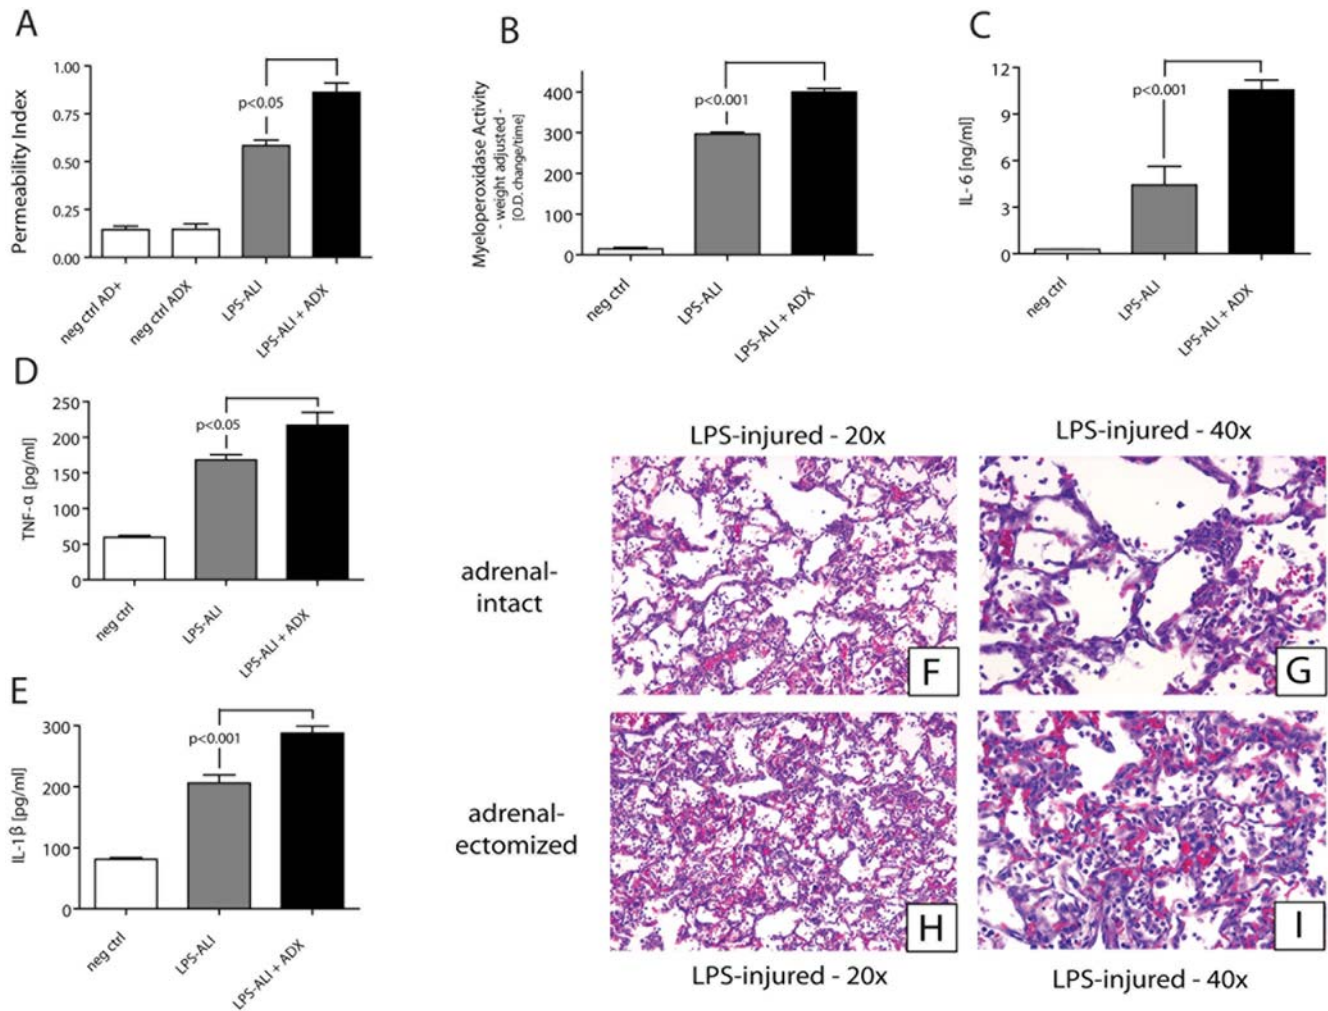 A
Permeability Index
1.00
0.75
0.50
0.25
0.00
p<0.05
neg ctrl AD+
neg ctrl ADX
LPS-ALI
LPS-ALI + ADX
B
Myeloperoxidase Activity
- weight adjusted -
[O.D. change/time]
400
300
200
100
0
p<0.001
neg ctrl
LPS-ALI
LPS-ALI + ADX
C
IL- 6 [ng/ml]
12
9
6
3
0
p<0.001
neg ctrl
LPS-ALI
LPS-ALI + ADX
D
TNF-α [pg/ml]
250
200
150
100
50
0
p<0.05
neg ctrl
LPS-ALI
LPS-ALI + ADX
E
IL-1β [pg/ml]
300
200
100
0
p<0.001
neg ctrl
LPS-ALI
LPS-ALI + ADX
LPS-injured - 20x
LPS-injured - 40x
adrenal-
intact
F
G
adrenal-
ectomized
H
I
LPS-injured - 20x
LPS-injured - 40x